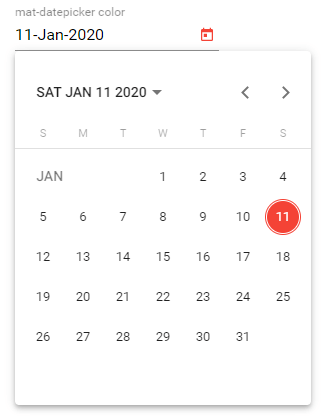 mat-datepicker color
11-Jan-2020
SAT JAN 11 2020
S M T W T F S
JAN 1 2 3 4
5 6 7 8 9 10 11
12 13 14 15 16 17 18
19 20 21 22 23 24 25
26 27 28 29 30 31